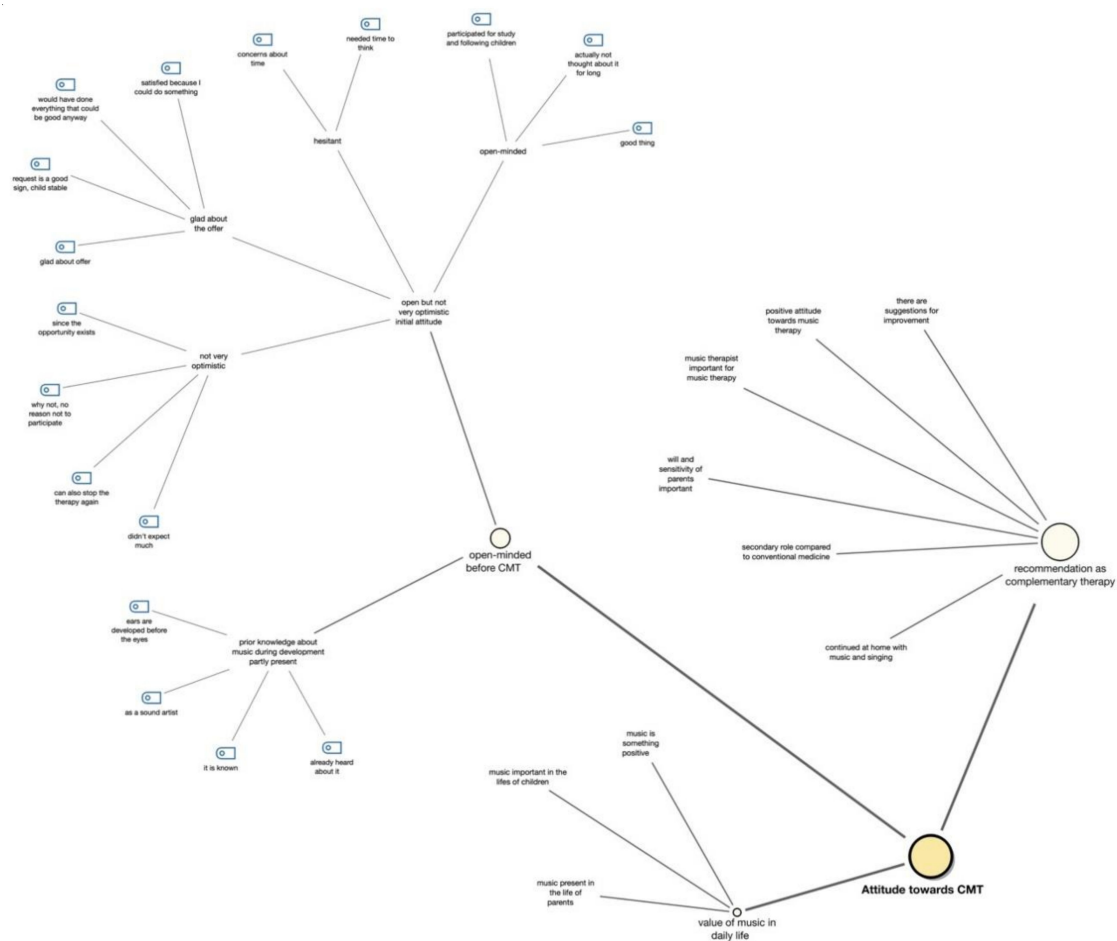 needed time to
think
participated for study
and following children
concerns about
time
actually not
thought about it
for long
satisfied because I
could do something
would have done
everything that could
be good anyway
hesitant
open-minded
good thing
request is a good
sign, child stable
glad about
the offer
glad about offer
open but not
very optimistic
initial attitude
since the
opportunity exists
not very
optimistic
why not, no
reason not to
participate
can also stop the
therapy again
didn't expect
much
there are
suggestions for
improvement
positive attitude
towards music
therapy
music therapist
important for
music therapy
will and
sensitivity of
parents
important
secondary role compared
to conventional medicine
recommendation as
complementary therapy
continued at home with
music and singing
open-minded
before CMT
ears are
developed before
the eyes
prior knowledge about
music during development
partly present
as a sound artist
it is known
already heard
about it
music is
something
positive
music important in the
lifes of children
music present in
the life of
parents
Attitude towards CMT
value of music in
daily life